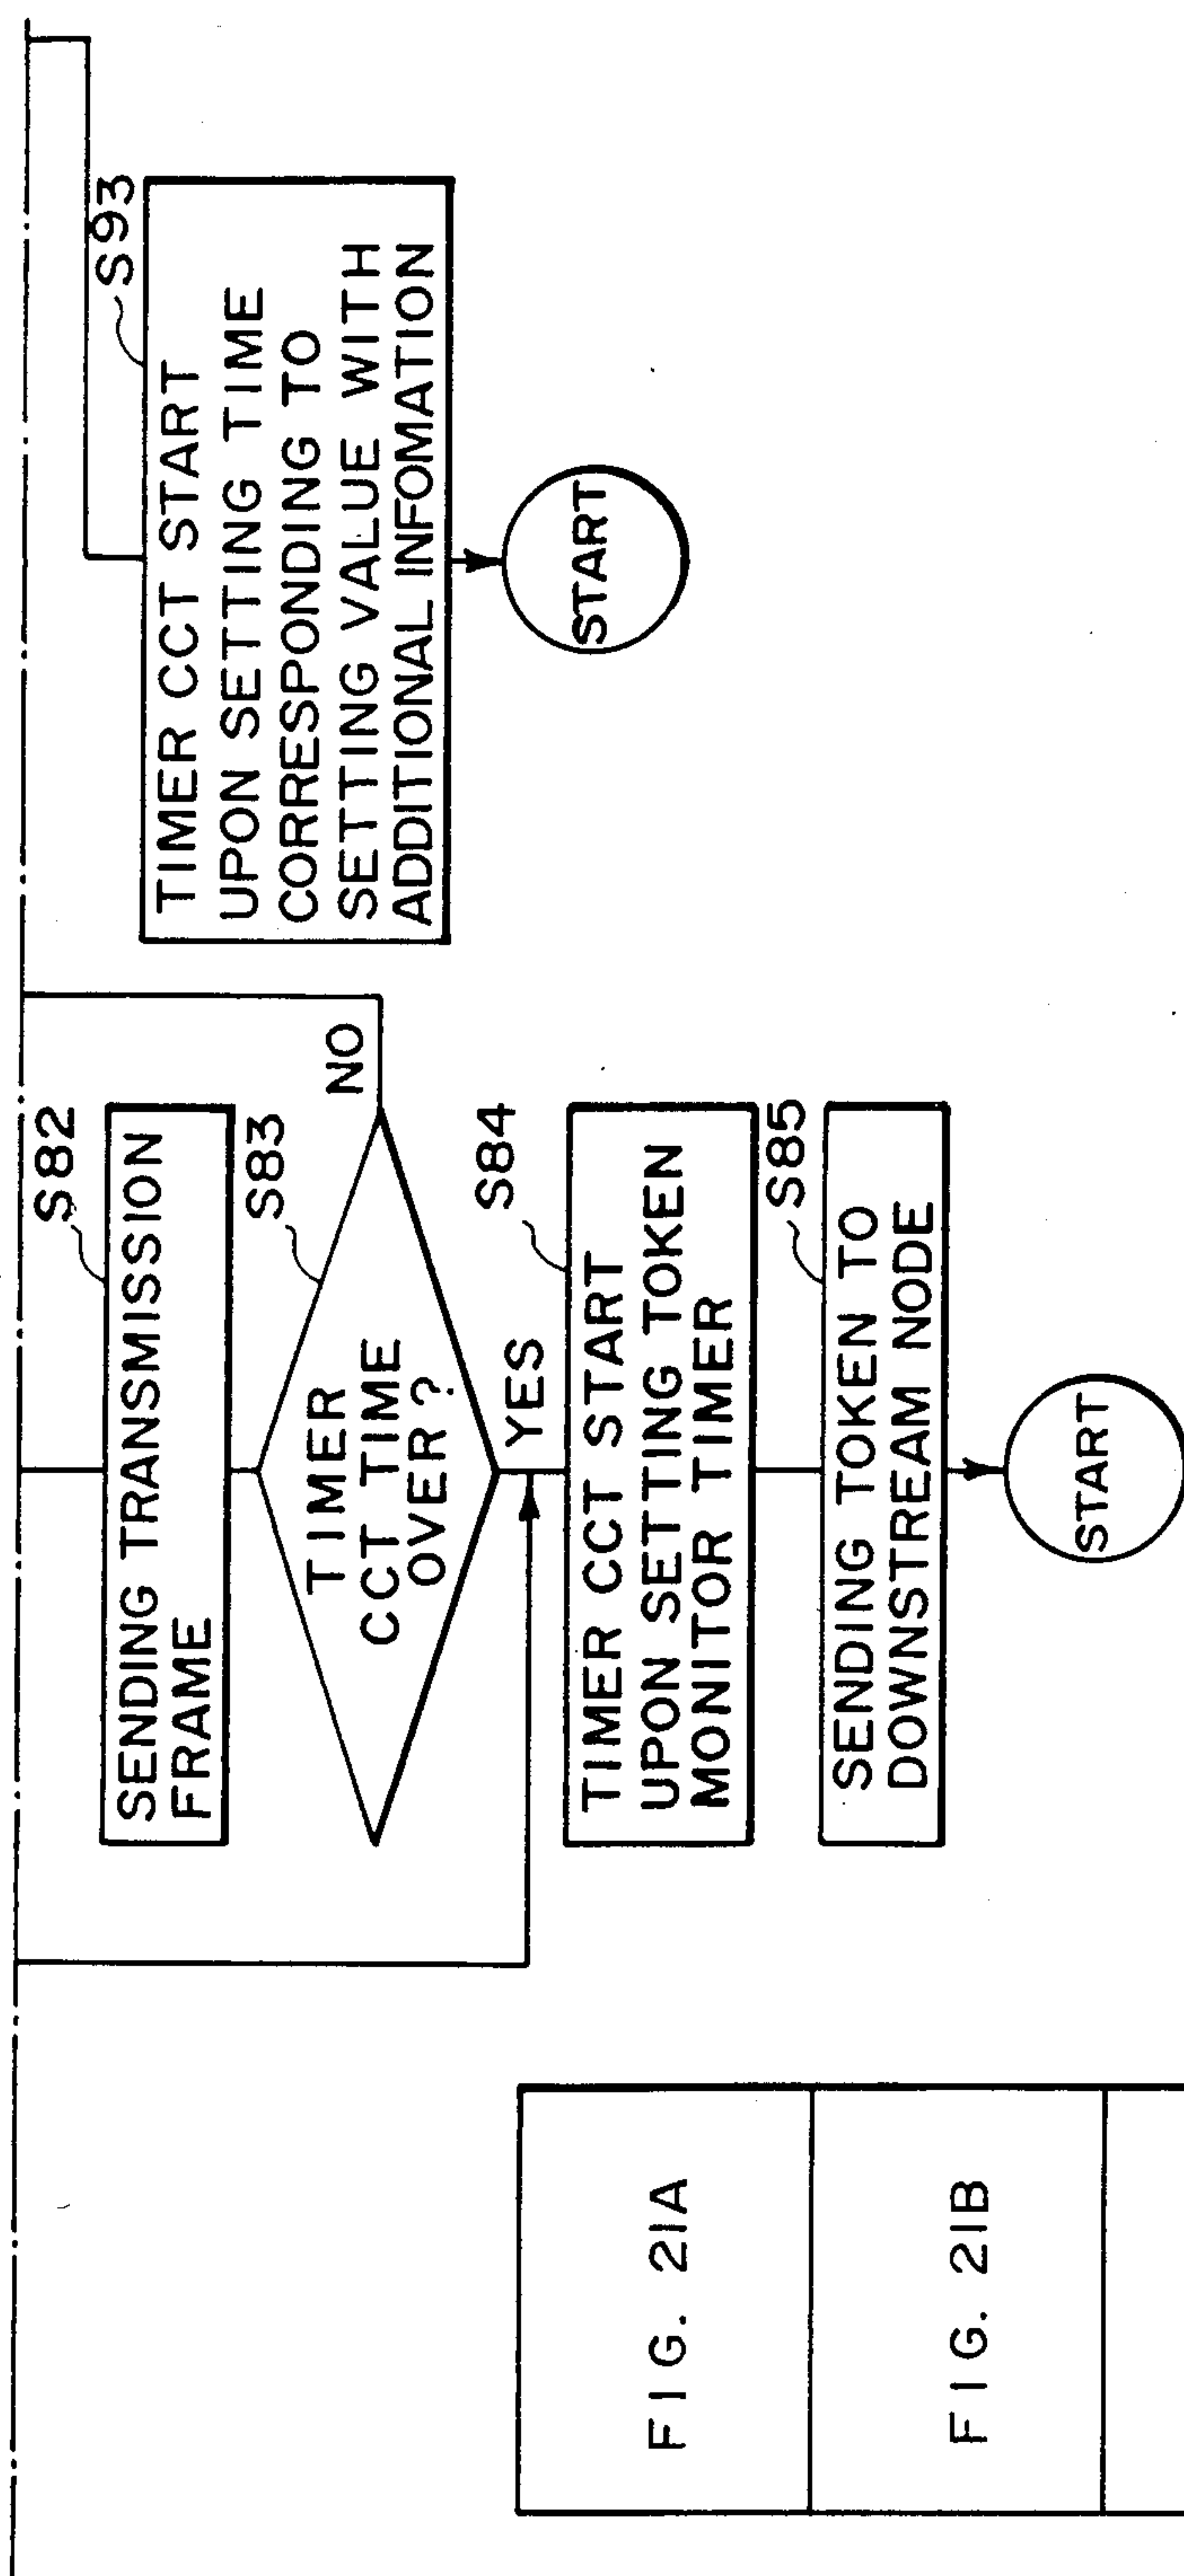 S82
SENDING TRANSMISSION
FRAME
S83
TIMER
CCT TIME
OVER?
NO
YES
S84
TIMER CCT START
UPON SETTING TOKEN
MONITOR TIMER
S85
SENDING TOKEN TO
DOWNSTREAM NODE
START
S93
TIMER CCT START
UPON SETTING TIME
CORRESPONDING TO
SETTING VALUE WITH
ADDITIONAL INFOMATION
START
FIG. 21A
FIG. 21B